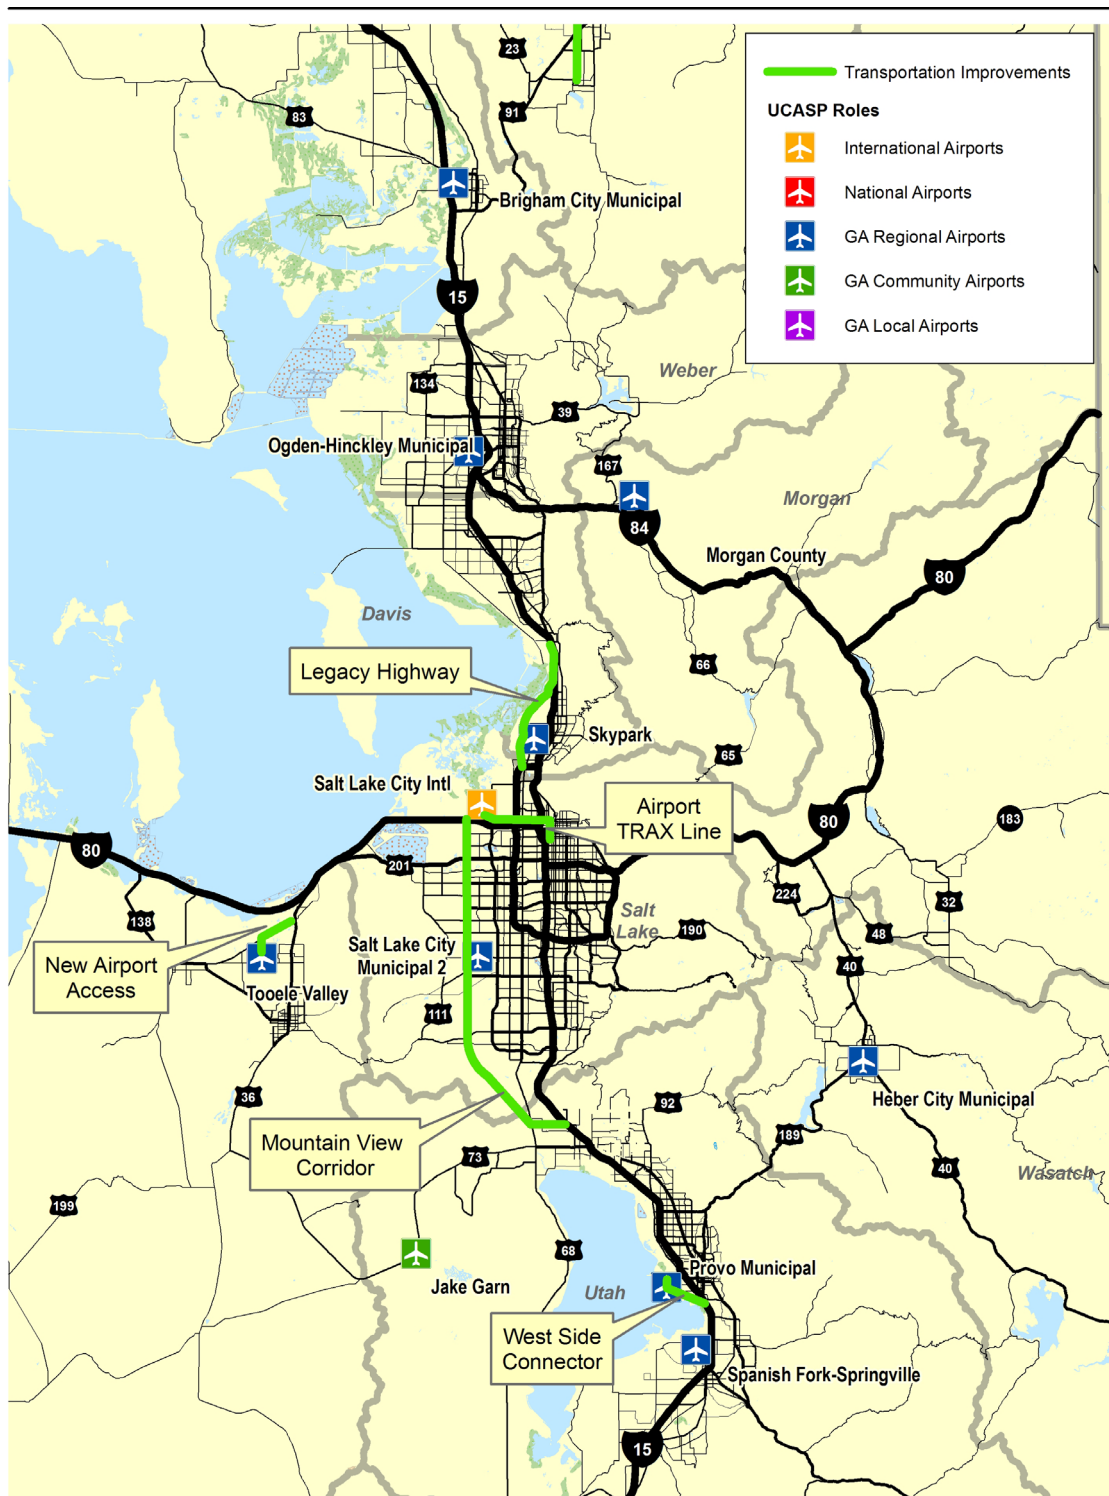 23
Transportation Improvements
UCASP Roles
83
91
International Airports
National Airports
Brigham City Municipal
GA Regional Airports
GA Community Airports
15
GA Local Airports
Weber
134
39
Ogden-Hinckley Municipal
167
Morgan
84
Morgan County
80
Davis
66
Legacy Highway
Skypark
65
Salt Lake City Intl
Airport
TRAX Line
80
183
80
201
224
32
Salt
Lake
138
190
48
Salt Lake City
Municipal 2
New Airport
Access
40
Tooele Valley
111
36
92
Heber City Municipal
Mountain View
Corridor
189
73
40
Wasatch
199
68
Provo Municipal
Jake Garn
Utah
West Side
Connector
Spanish Fork-Springville
15